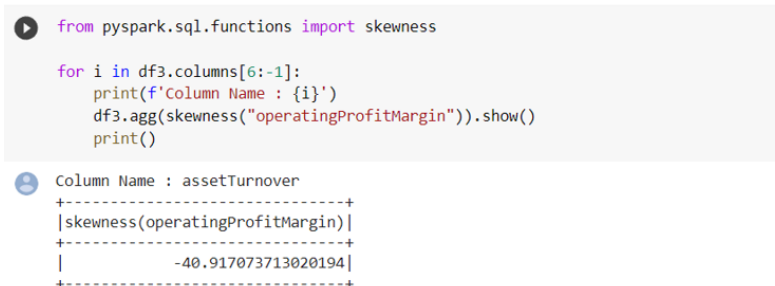 from pyspark.sql.functions import skewness
for i in df3.columns[6:-1]:
    print(f'Column Name : {i}')
    df3.agg(skewness("operatingProfitMargin")).show()
    print()
Column Name : assetTurnover
+-------------------------------+
|skewness(operatingProfitMargin)|
+-------------------------------+
|            -40.917073713020194|
+-------------------------------+